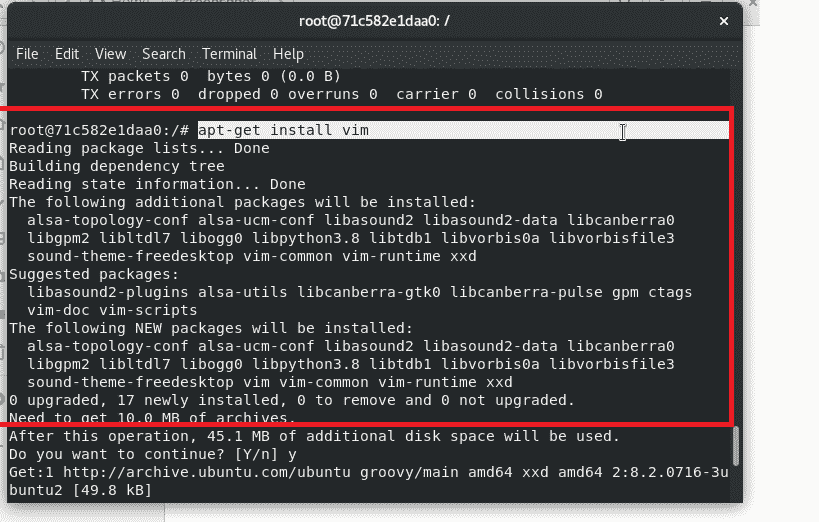 root@71c582e1daa0: /
File Edit View Search Terminal Help
TX packets 0  bytes 0 (0.0 B)
TX errors 0  dropped 0 overruns 0  carrier 0  collisions 0
root@71c582e1daa0:/# apt-get install vim
Reading package lists... Done
Building dependency tree
Reading state information... Done
The following additional packages will be installed:
alsa-topology-conf alsa-ucm-conf libasound2 libasound2-data libcanberra0
libgpm2 libltdl7 libogg0 libpython3.8 libtdb1 libvorbis0a libvorbisfile3
sound-theme-freedesktop vim-common vim-runtime xxd
Suggested packages:
libasound2-plugins alsa-utils libcanberra-gtk0 libcanberra-pulse gpm ctags
vim-doc vim-scripts
The following NEW packages will be installed:
alsa-topology-conf alsa-ucm-conf libasound2 libasound2-data libcanberra0
libgpm2 libltdl7 libogg0 libpython3.8 libtdb1 libvorbis0a libvorbisfile3
sound-theme-freedesktop vim vim-common vim-runtime xxd
0 upgraded, 17 newly installed, 0 to remove and 0 not upgraded.
Need to get 10.0 MB of archives.
After this operation, 45.1 MB of additional disk space will be used.
Do you want to continue? [Y/n] y
Get:1 http://archive.ubuntu.com/ubuntu groovy/main amd64 xxd amd64 2:8.2.0716-3u
buntu2 [49.8 kB]